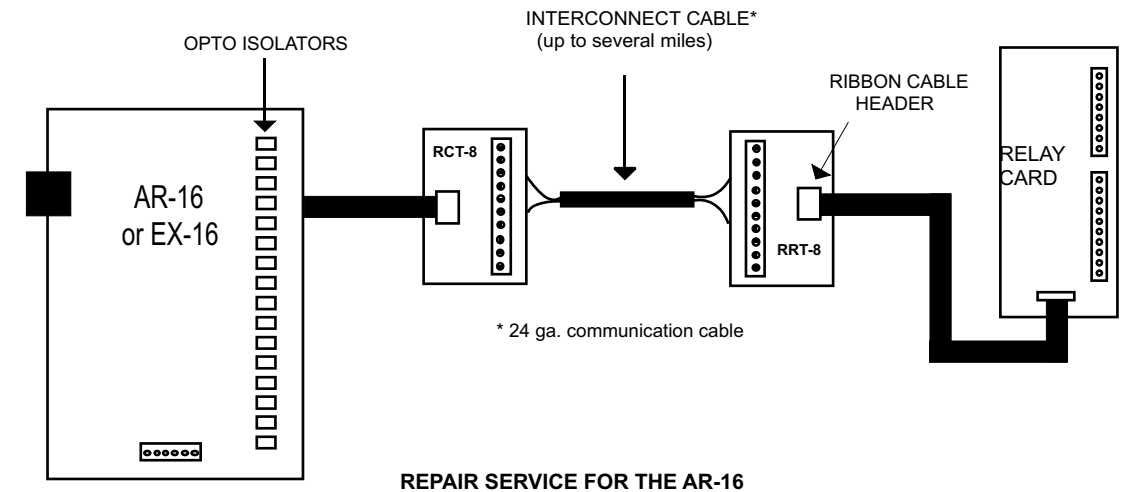 INTERCONNECT CABLE*
(up to several miles)
OPTO ISOLATORS
RIBBON CABLE
HEADER
RELAY
CARD
RCT-8
AR-16
or EX-16
RRT-8
* 24 ga. communication cable
REPAIR SERVICE FOR THE AR-16